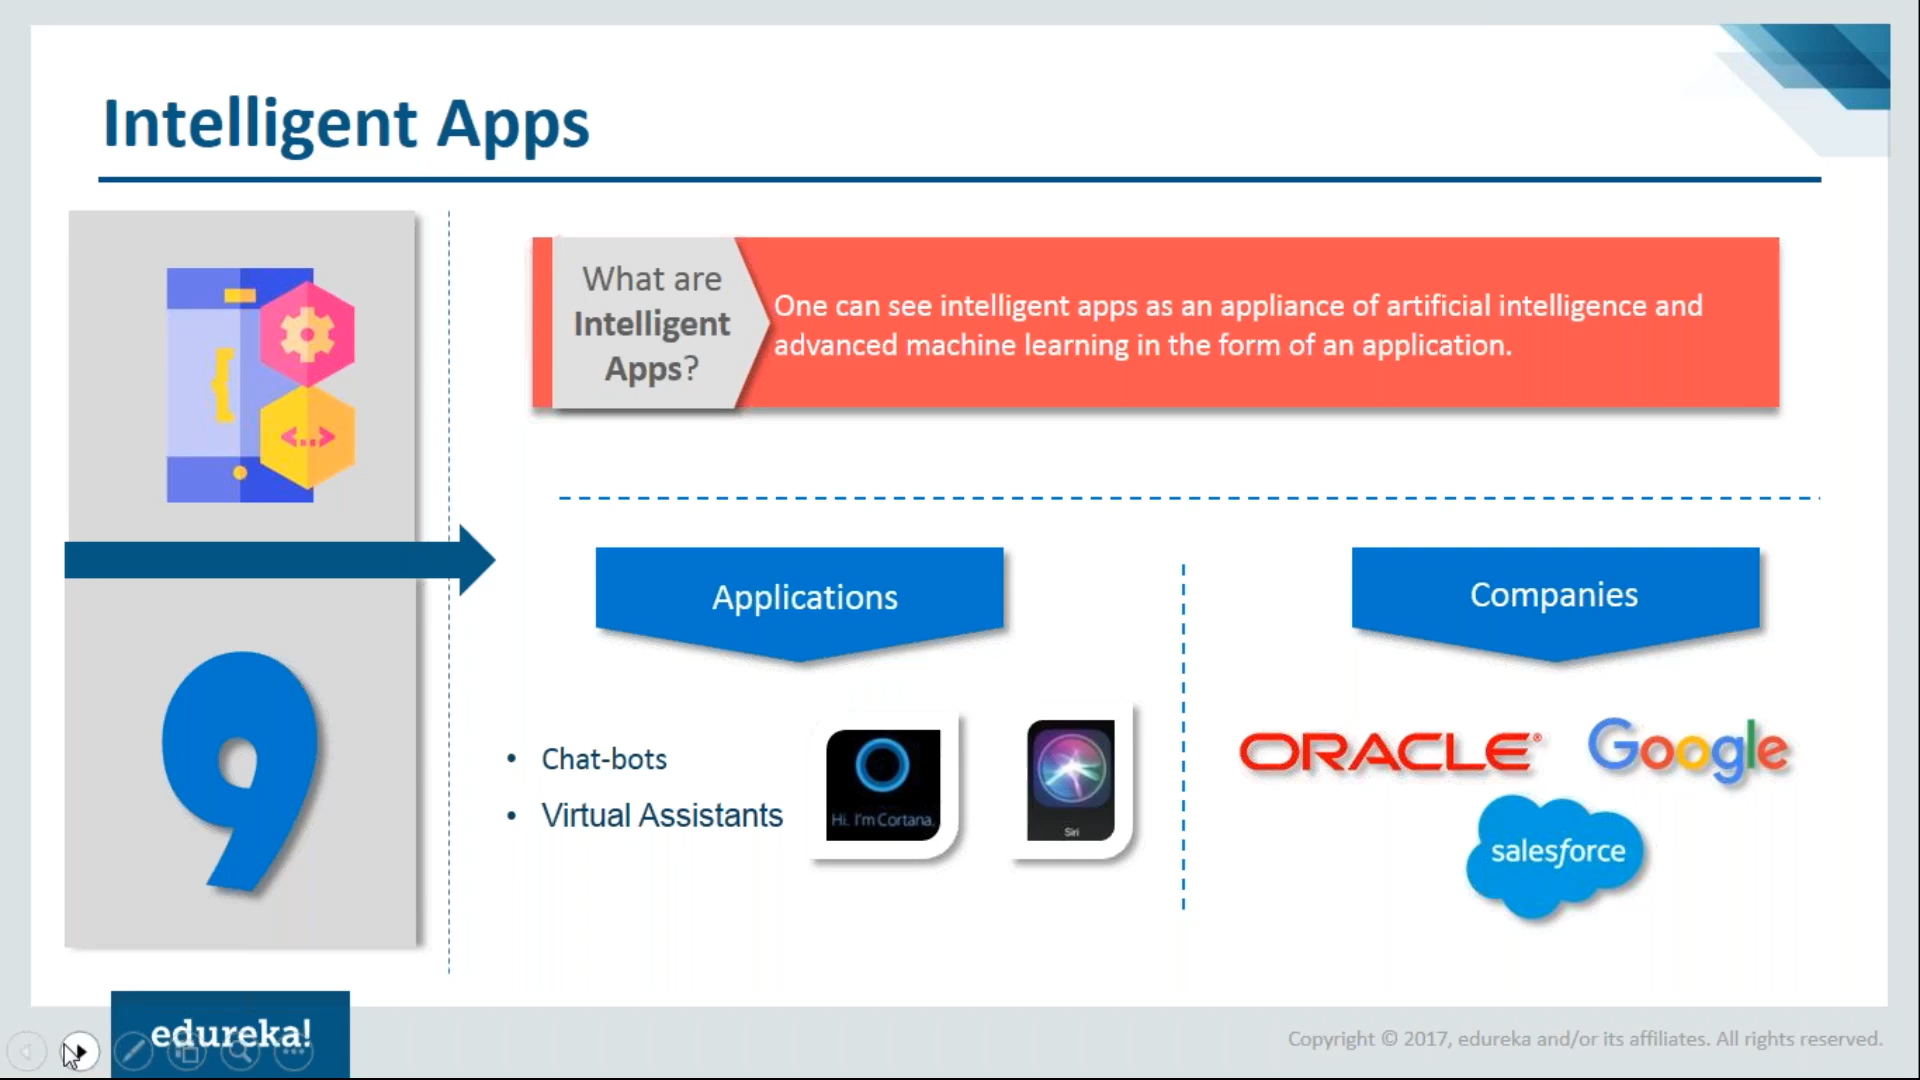 Intelligent Apps
What are
Intelligent
Apps?
One can see intelligent apps as an appliance of artificial intelligence and
advanced machine learning in the form of an application.
9
Applications
Companies
• Chat-bots
• Virtual Assistants
Hi. I'm Cortana.
Siri
ORACLE®
Google
salesforce
edureka!
Copyright © 2017, edureka and/or its affiliates. All rights reserved.